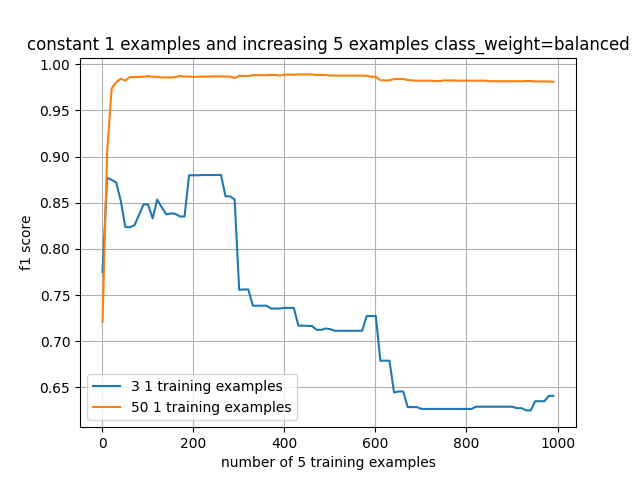 constant 1 examples and increasing 5 examples class_weight=balanced
1.00
0.95
0.90
0.85
0.80
0.75
0.70
0.65
f1 score
3 1 training examples
50 1 training examples
0 200 400 600 800 1000
number of 5 training examples